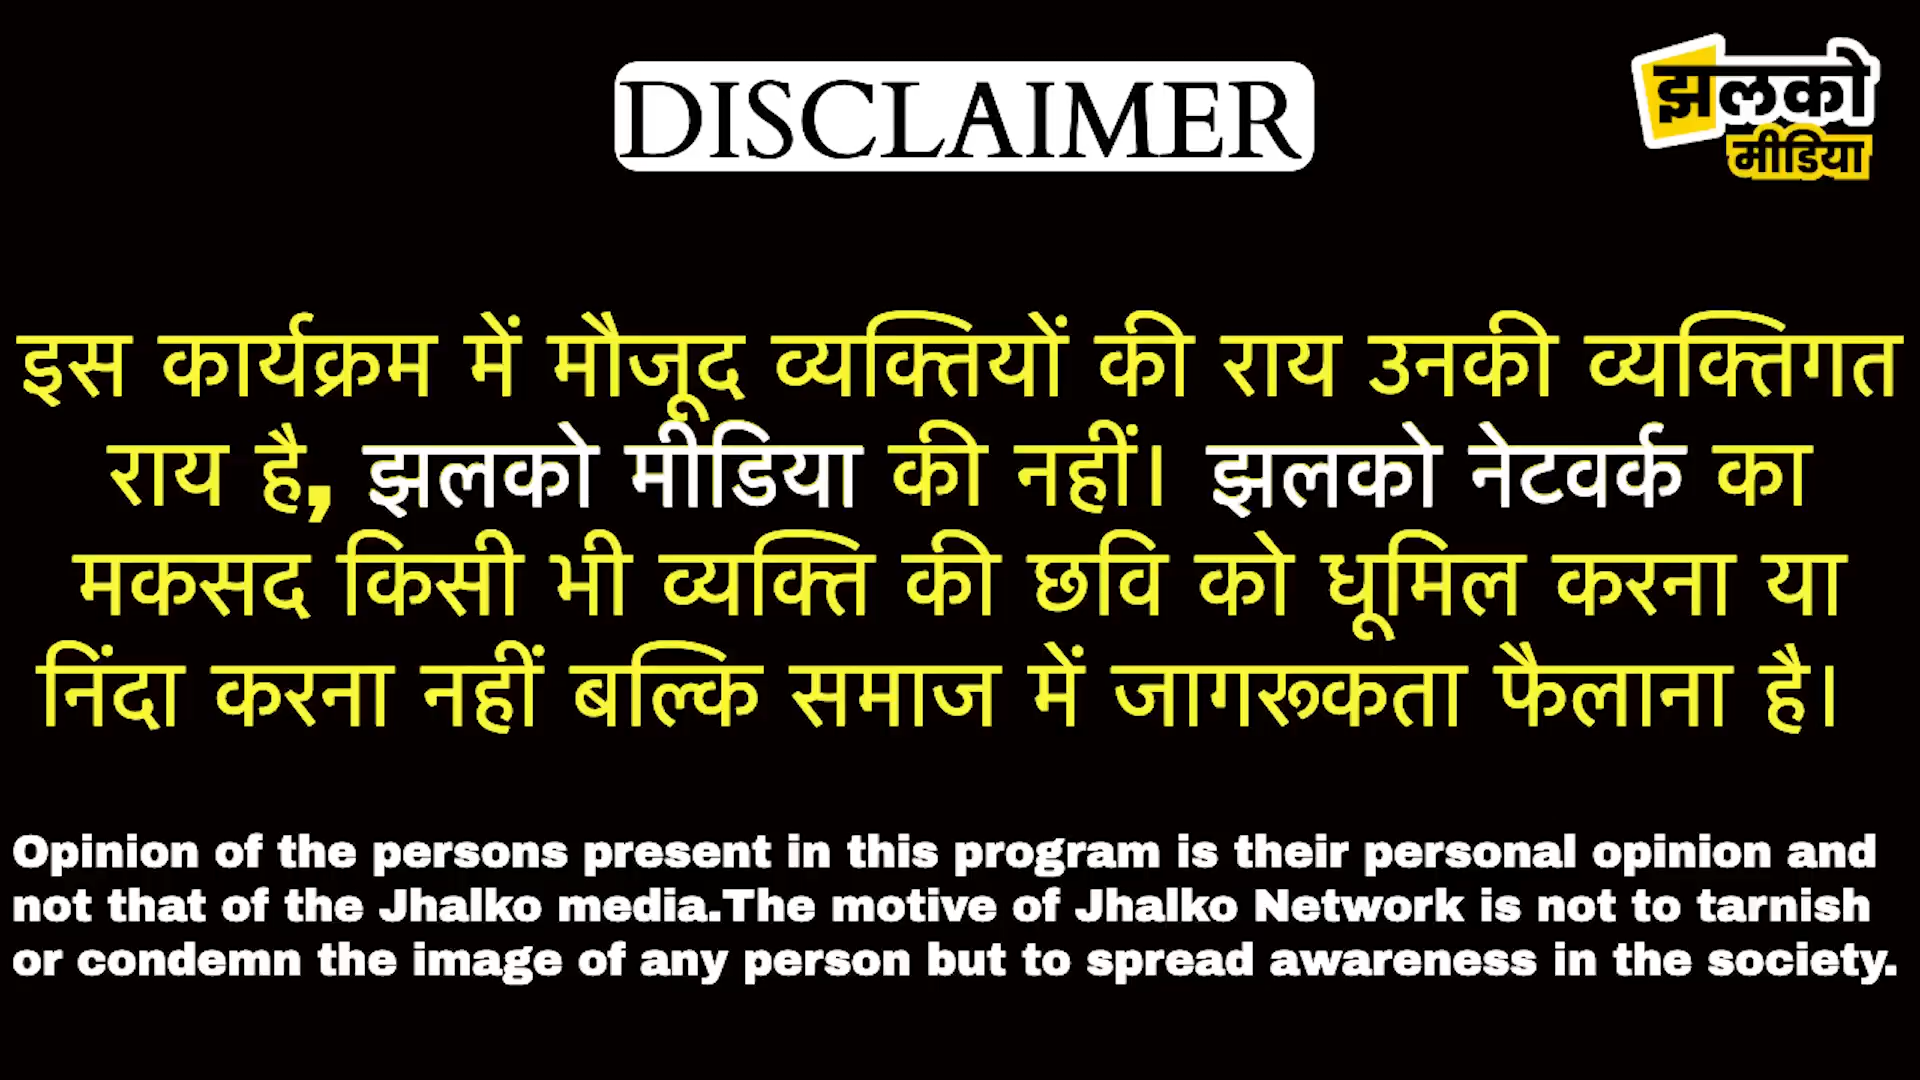 DISCLAIMER
झलको
मीडिया
इस कार्यक्रम में मौजूद व्यक्तियों की राय उनकी व्यक्तिगत
राय है, झलको मीडिया की नहीं। झलको नेटवर्क का
मकसद किसी भी व्यक्ति की छवि को धूमिल करना या
निंदा करना नहीं बल्कि समाज में जागरूकता फैलाना है।
Opinion of the persons present in this program is their personal opinion and
not that of the Jhalko media.The motive of Jhalko Network is not to tarnish
or condemn the image of any person but to spread awareness in the society.